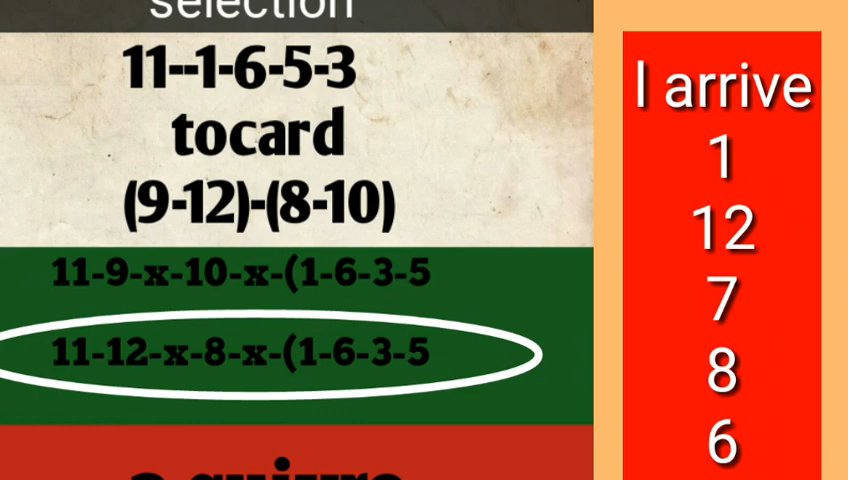 selection
11--1-6-5-3
tocard
(9-12)-(8-10)
11-9-x-10-x-(1-6-3-5
11-12-x-8-x-(1-6-3-5
a suivre
l arrive
1
12
7
8
6